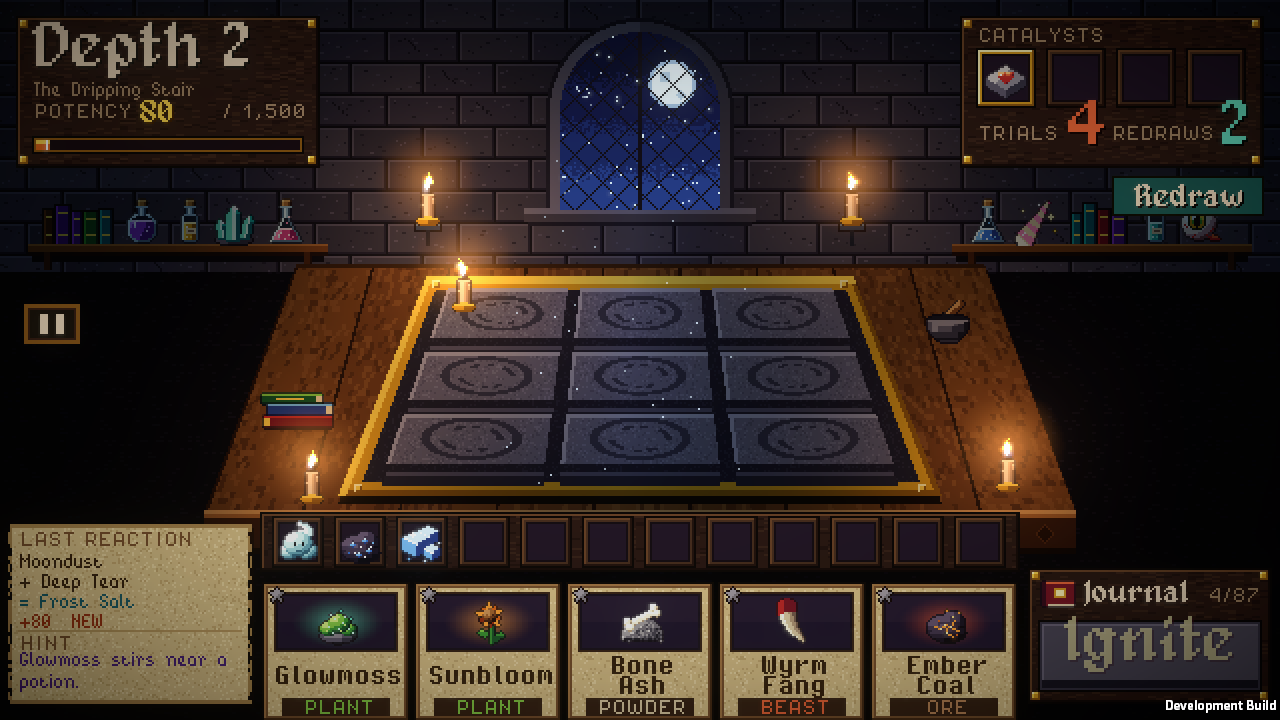 Depth 2
The Dripping Stair
POTENCY 80 / 1,500
CATALYSTS
TRIALS 4 REDRAWS 2
Redraw
LAST REACTION
Moondust
+ Deep Tear
= Frost Salt
+80 NEW
HINT
Glowmoss stirs near a
potion.
Glowmoss
PLANT
Sunbloom
PLANT
Bone
Ash
POWDER
Wyrm
Fang
BEAST
Ember
Coal
ORE
Journal 4/87
Ignite
Development Build